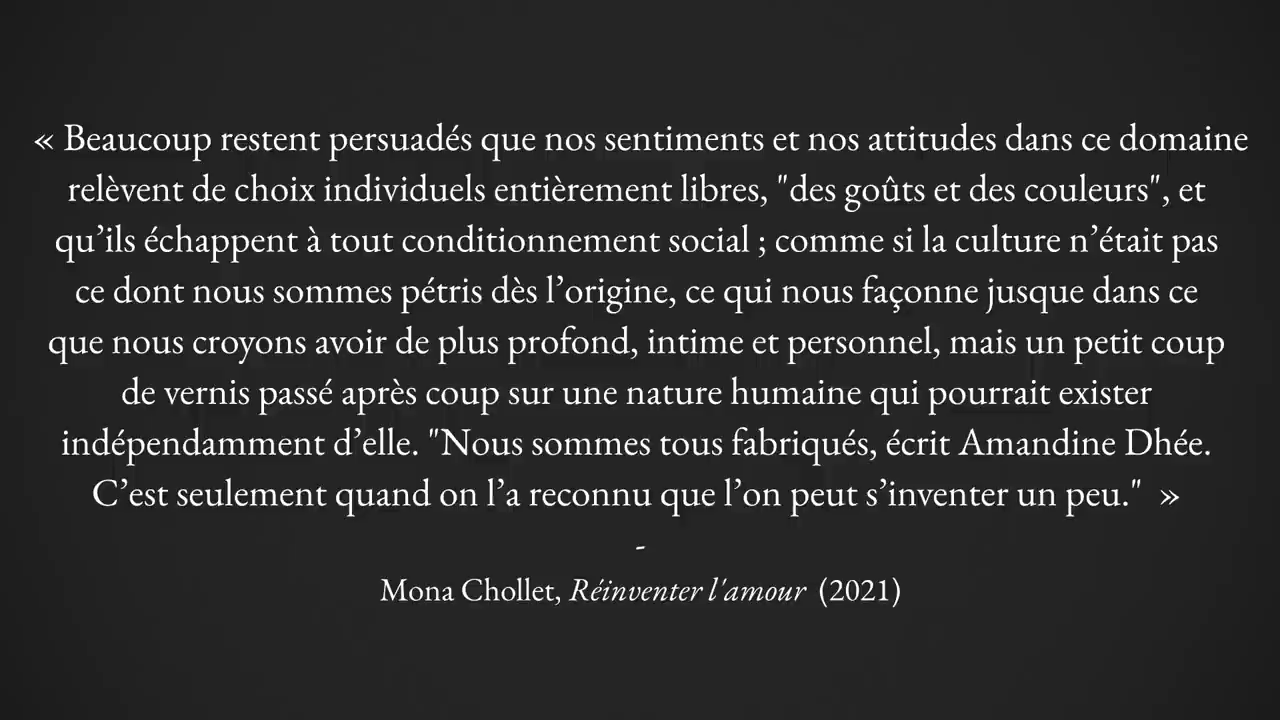 « Beaucoup restent persuadés que nos sentiments et nos attitudes dans ce domaine
relèvent de choix individuels entièrement libres, "des goûts et des couleurs", et
qu’ils échappent à tout conditionnement social ; comme si la culture n’était pas
ce dont nous sommes pétris dès l’origine, ce qui nous façonne jusque dans ce
que nous croyons avoir de plus profond, intime et personnel, mais un petit coup
de vernis passé après coup sur une nature humaine qui pourrait exister
indépendamment d’elle. "Nous sommes tous fabriqués, écrit Amandine Dhée.
C’est seulement quand on l’a reconnu que l’on peut s’inventer un peu." »
-
Mona Chollet, Réinventer l'amour (2021)